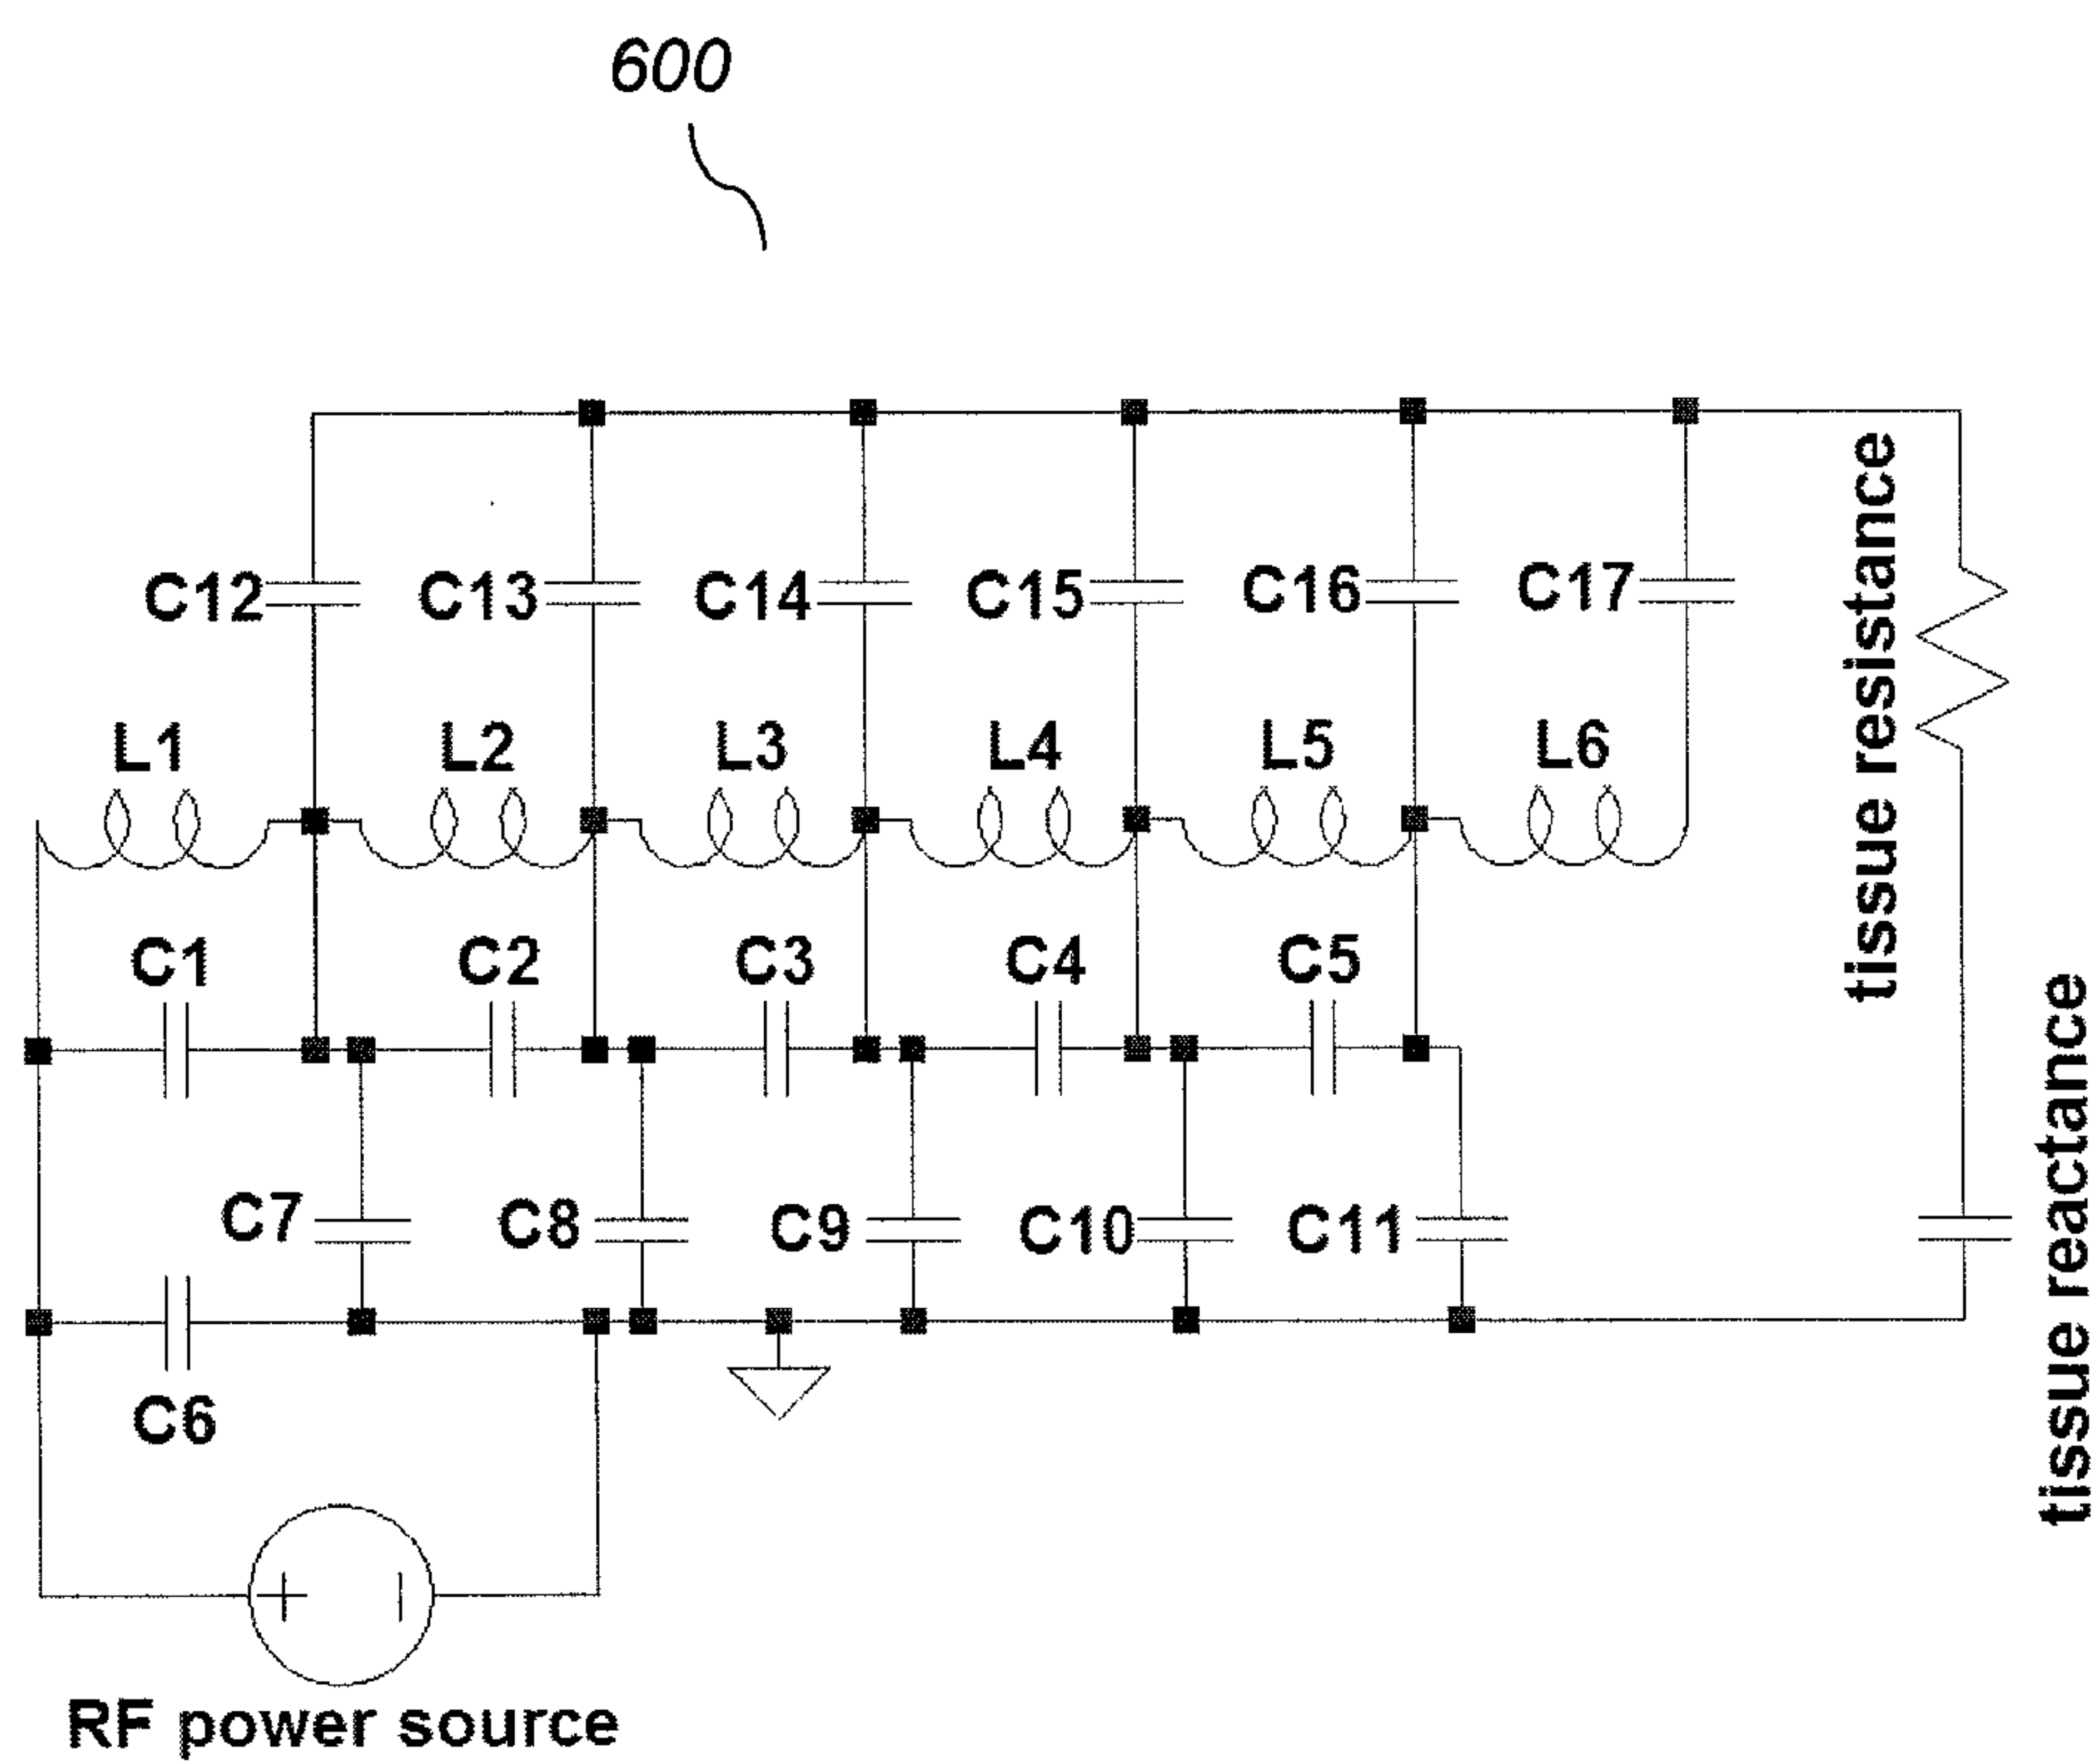 600
C12 C13 C14 C15 C16 C17
tissue resistance
L1 L2 L3 L4 L5 L6
C1 C2 C3 C4 C5
tissue reactance
C7 C8 C9 C10 C11
C6
RF power source